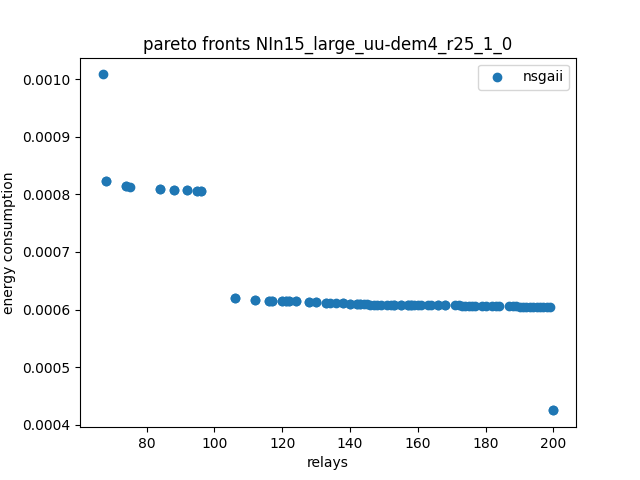 pareto fronts NIn15_large_uu-dem4_r25_1_0
nsgaii
energy consumption
0.0010
0.0009
0.0008
0.0007
0.0006
0.0005
0.0004
80 100 120 140 160 180 200
relays